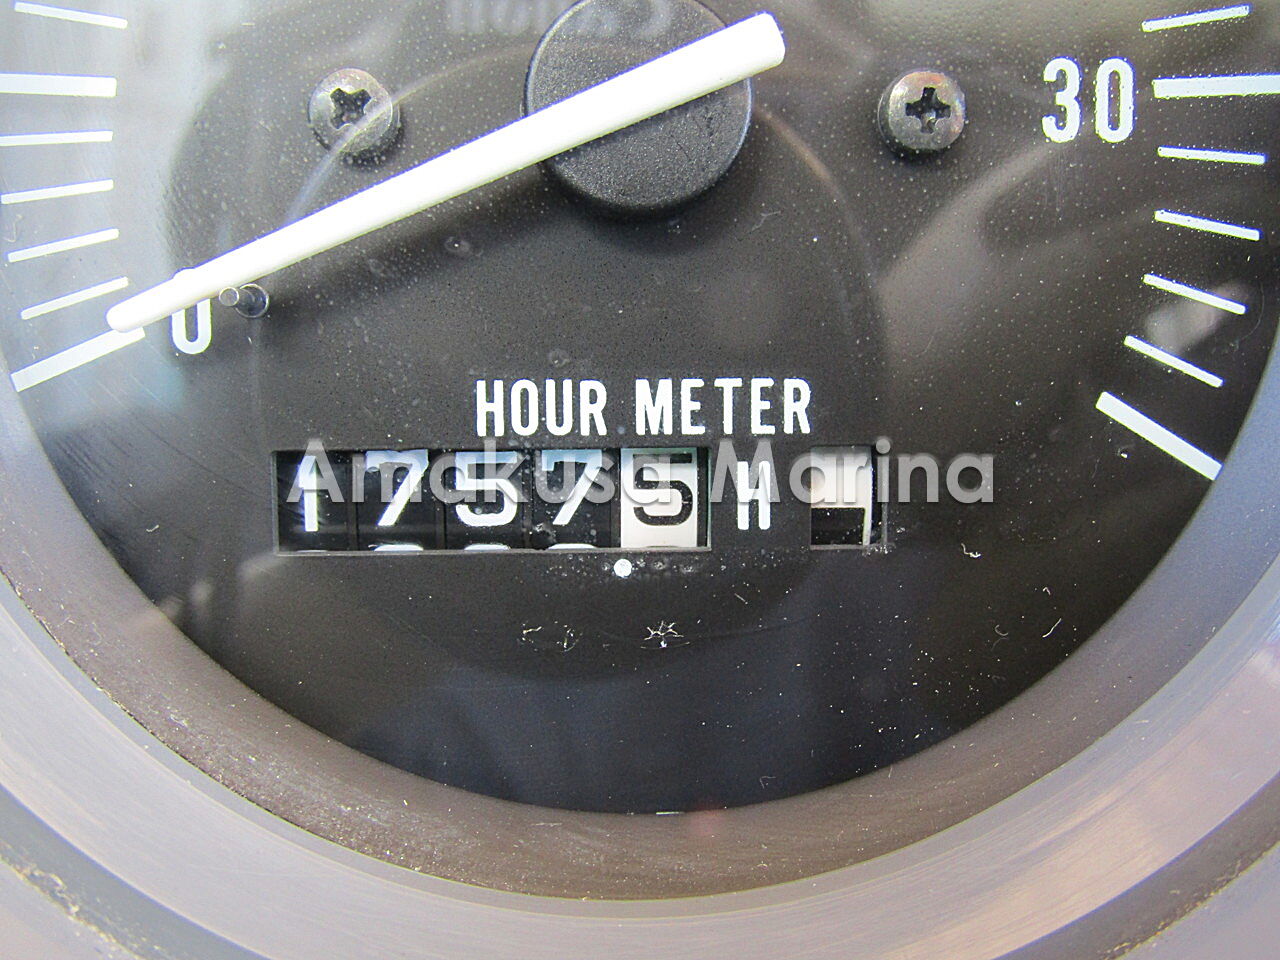 30
0
HOUR METER
17575 H
Amakusa Marina